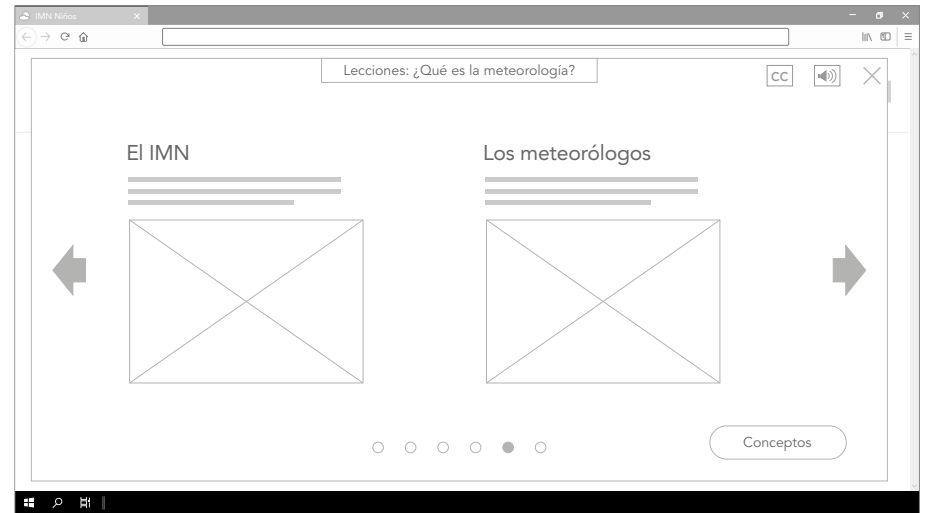 IMN Niños
Lecciones: ¿Qué es la meteorología?
CC
El IMN
Los meteorólogos
Conceptos